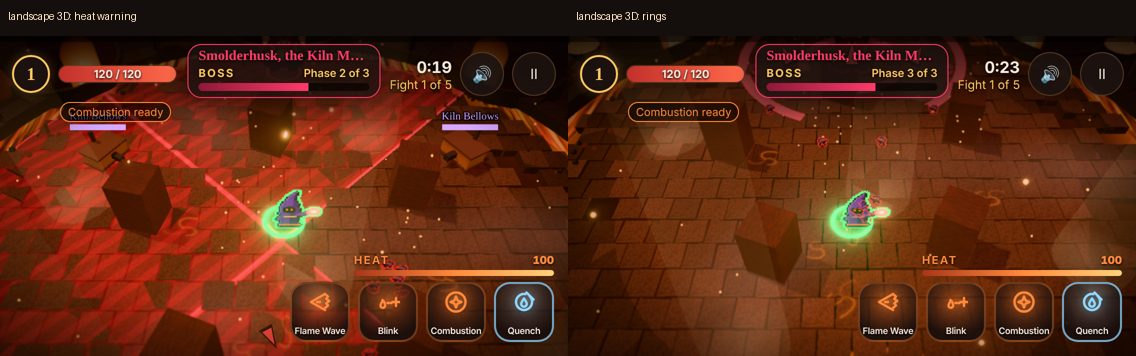 landscape 3D: heat warning
1
120 / 120
Smolderhusk, the Kiln M…
BOSS
Phase 2 of 3
0:19
Fight 1 of 5
Combustion ready
Kiln Bellows
HEAT
100
Flame Wave
Blink
Combustion
Quench
landscape 3D: rings
1
120 / 120
Smolderhusk, the Kiln M…
BOSS
Phase 3 of 3
0:23
Fight 1 of 5
Combustion ready
HEAT
100
Flame Wave
Blink
Combustion
Quench